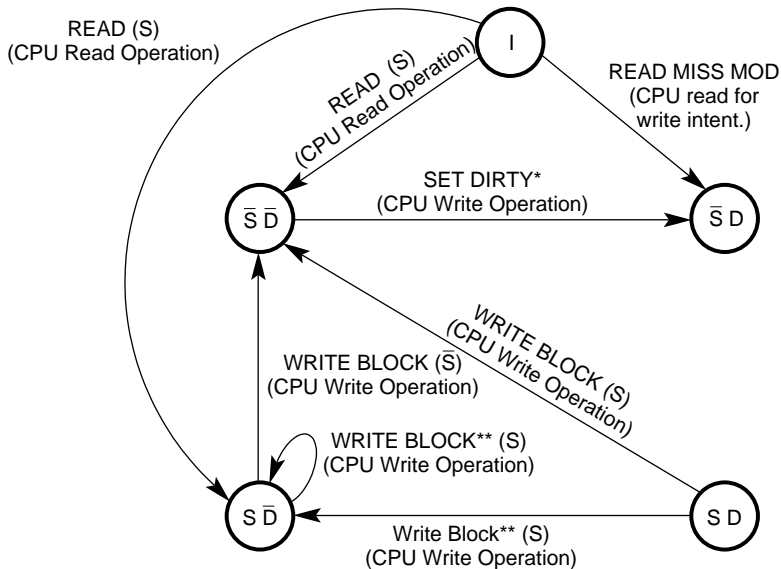 READ (S)
(CPU Read Operation)
I
READ (S)
(CPU Read Operation)
READ MISS MOD
(CPU read for
write intent.)
SET DIRTY*
(CPU Write Operation)
S̅ D̅
S̅ D
WRITE BLOCK (S̅)
(CPU Write Operation)
WRITE BLOCK (S)
(CPU Write Operation)
WRITE BLOCK** (S)
(CPU Write Operation)
S D̅
S D
Write Block** (S)
(CPU Write Operation)